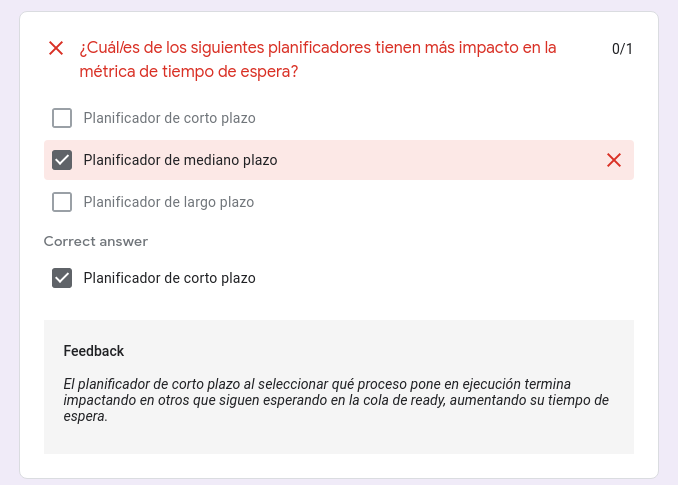 ¿Cuál/es de los siguientes planificadores tienen más impacto en la
métrica de tiempo de espera?
0/1
Planificador de corto plazo
Planificador de mediano plazo
Planificador de largo plazo
Correct answer
Planificador de corto plazo
Feedback
El planificador de corto plazo al seleccionar qué proceso pone en ejecución termina
impactando en otros que siguen esperando en la cola de ready, aumentando su tiempo de
espera.